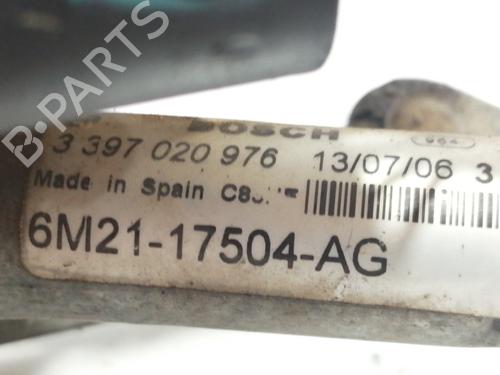 B-PARTS
BOSCH
3 397 020 976 13/07/06 3
Made in Spain
6M21-17504-AG